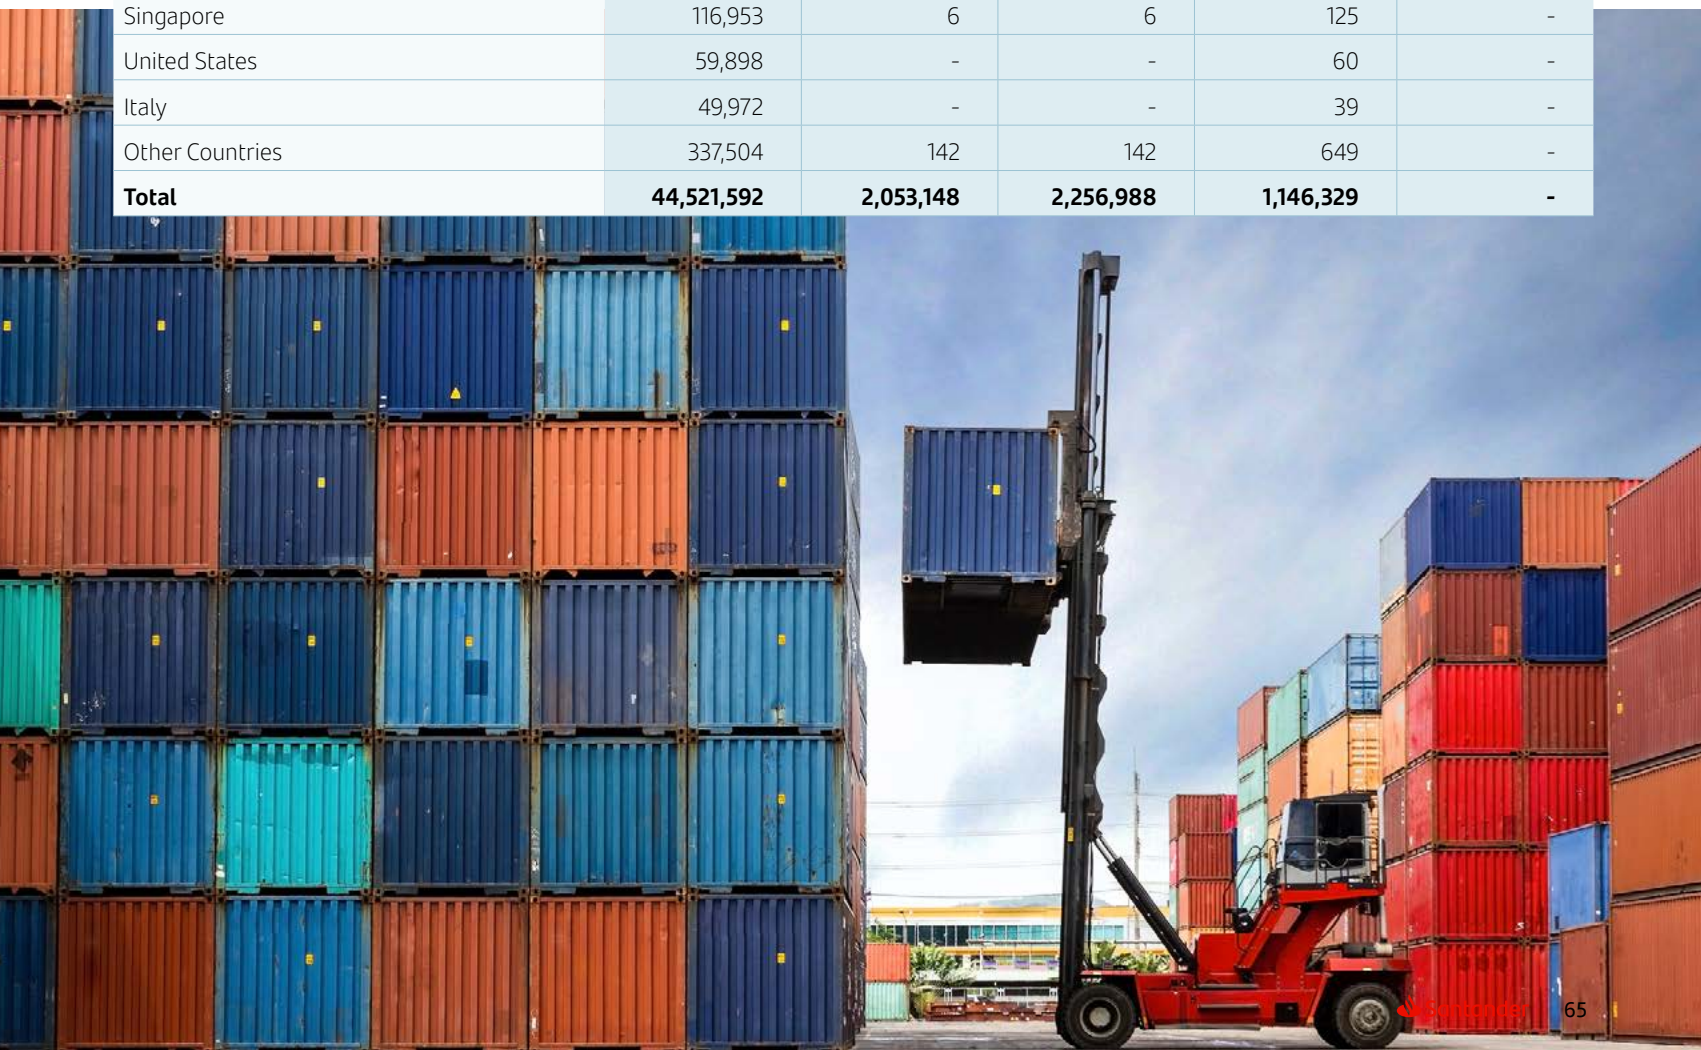 Singapore 116,953 6 6 125 -
United States 59,898 - - 60 -
Italy 49,972 - - 39 -
Other Countries 337,504 142 142 649 -
Total 44,521,592 2,053,148 2,256,988 1,146,329 -
Santander 65